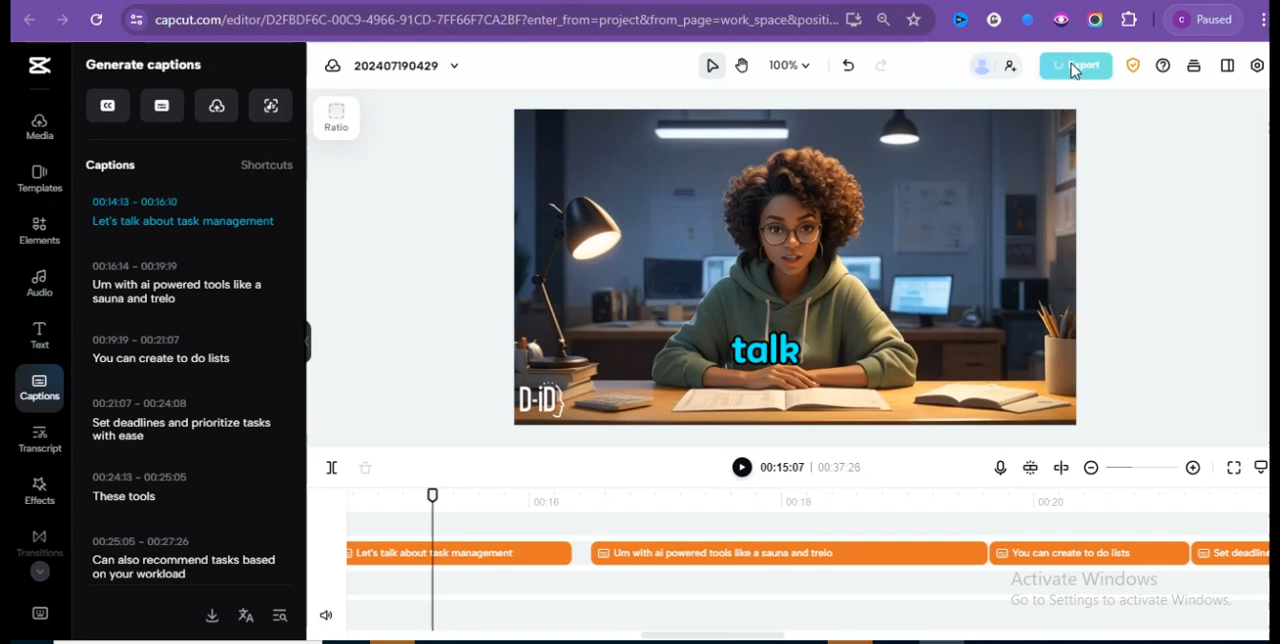 capcut.com/editor/D2FBDF6C-00C9-4966-91CD-7FF66F7CA2BF?enter_from=project&from_page=work_space&positi...
C Paused
Generate captions
202407190429
100%
Export
Media
Templates
Elements
Audio
Text
Captions
Transcript
Effects
Transitions
Captions
Shortcuts
00:14:13 – 00:16:10
Let's talk about task management
00:16:14 – 00:19:19
Um with ai powered tools like a
sauna and trelo
00:19:19 – 00:21:07
You can create to do lists
00:21:07 – 00:24:08
Set deadlines and prioritize tasks
with ease
00:24:13 – 00:25:05
These tools
00:25:05 – 00:27:26
Can also recommend tasks based
on your workload
Ratio
talk
D-iD
00:15:07 | 00:37:26
00:16
00:18
00:20
Let's talk about task management
Um with ai powered tools like a sauna and trelo
You can create to do lists
Set deadline
Activate Windows
Go to Settings to activate Windows.